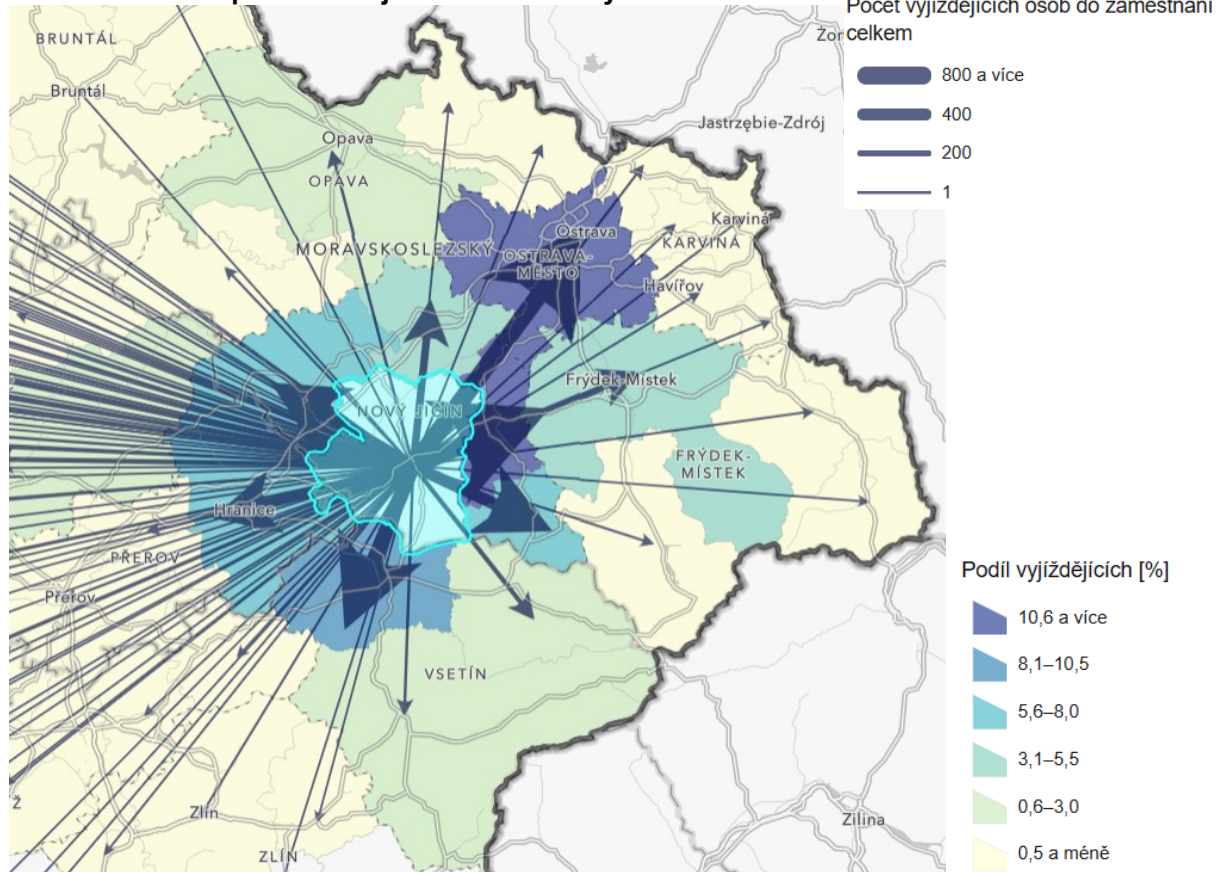 Počet vyjíždějících osob do zaměstnání
celkem
800 a více
400
200
1
BRUNTÁL
Bruntál
Opava
OPAVA
Jastrzębie-Zdrój
MORAVSKOSLEZSKÝ
Ostrava
OSTRAVA-
MĚSTO
Karviná
KARVINÁ
Havířov
NOVÝ JIČÍN
Frýdek-Místek
FRÝDEK-
MÍSTEK
Hranice
PŘEROV
Přerov
VSETÍN
Zlín
ZLÍN
Žilina
Podíl vyjíždějících [%]
10,6 a více
8,1–10,5
5,6–8,0
3,1–5,5
0,6–3,0
0,5 a méně